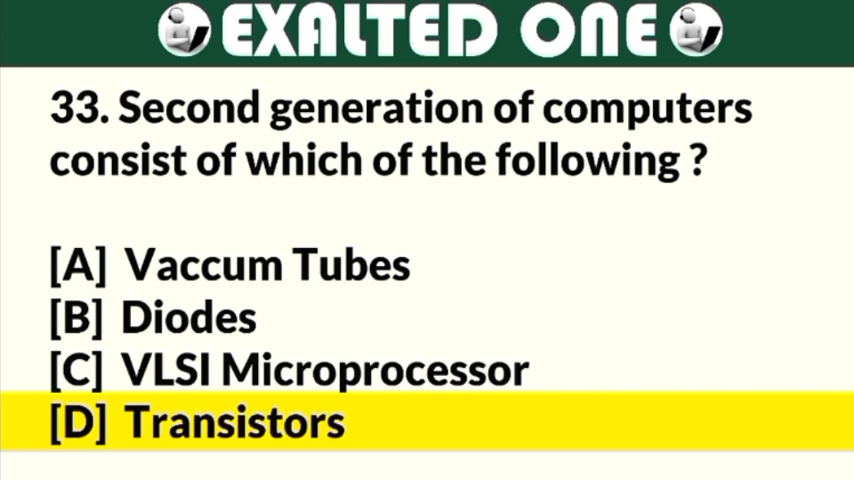 EXALTED ONE
33. Second generation of computers
consist of which of the following ?
[A] Vaccum Tubes
[B] Diodes
[C] VLSI Microprocessor
[D] Transistors